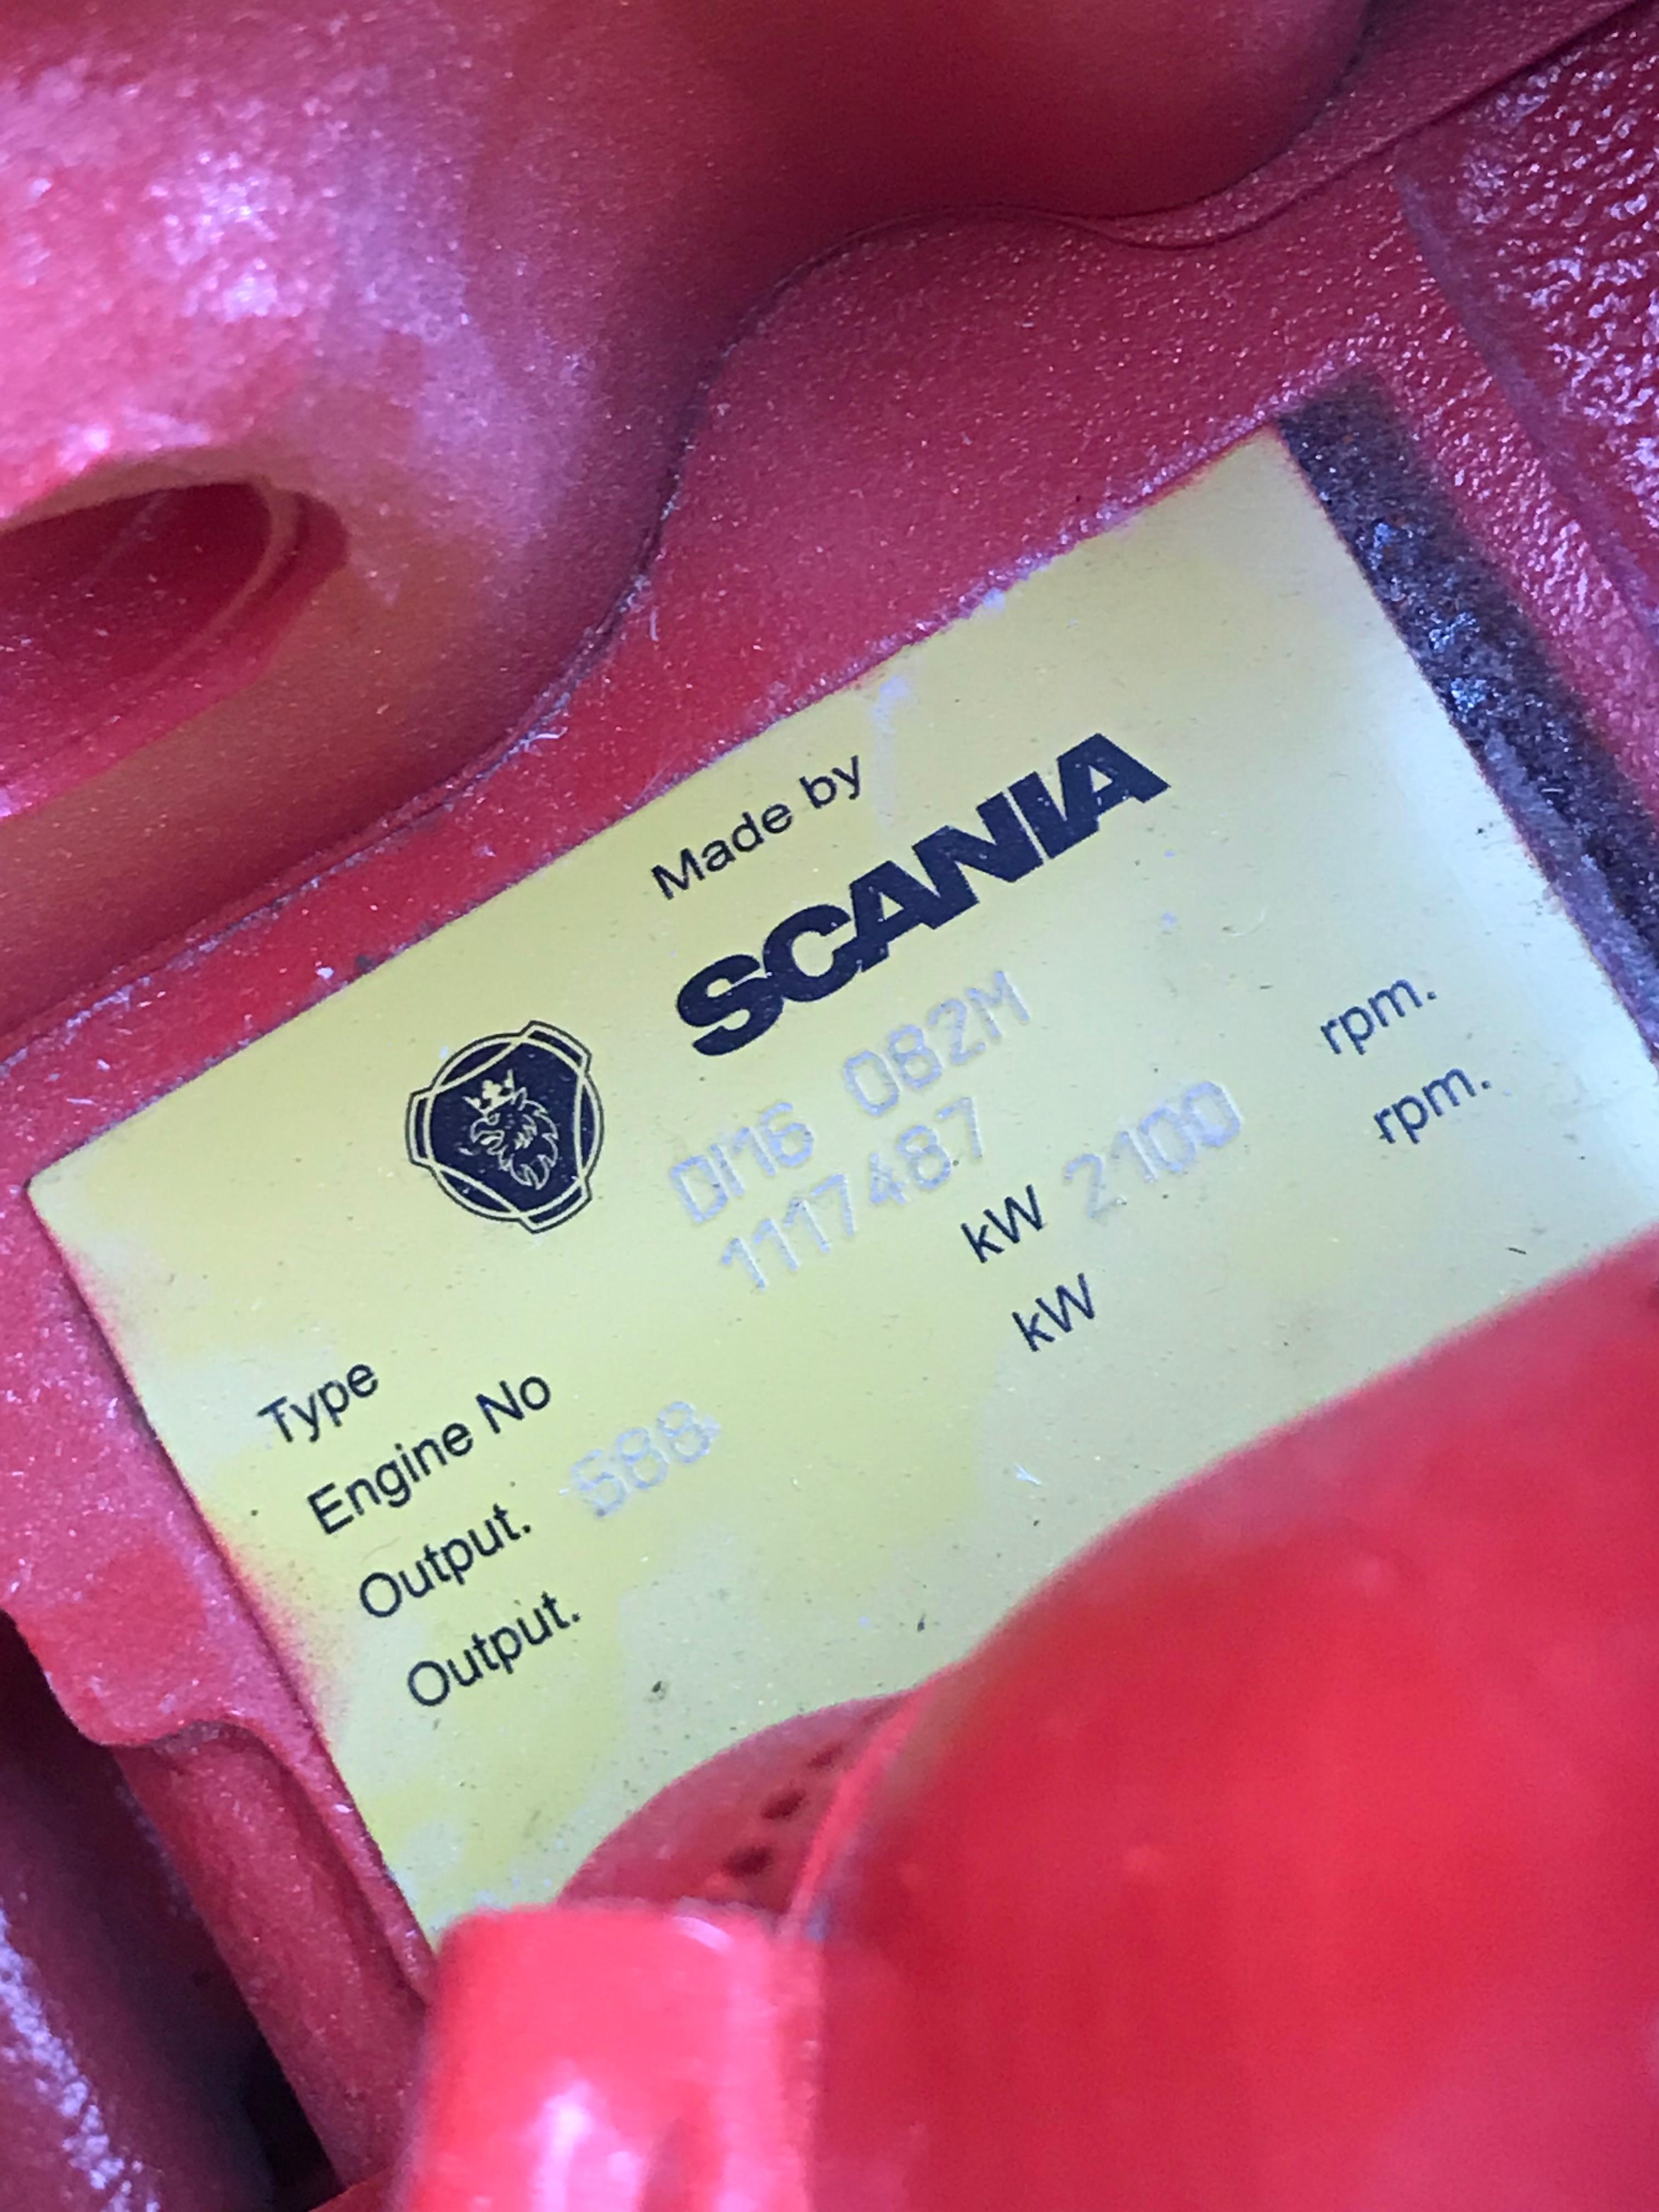 Made by
SCANIA
Type DI16 082M
Engine No 1117487
Output. 588 kW 2100 rpm.
Output. kW rpm.